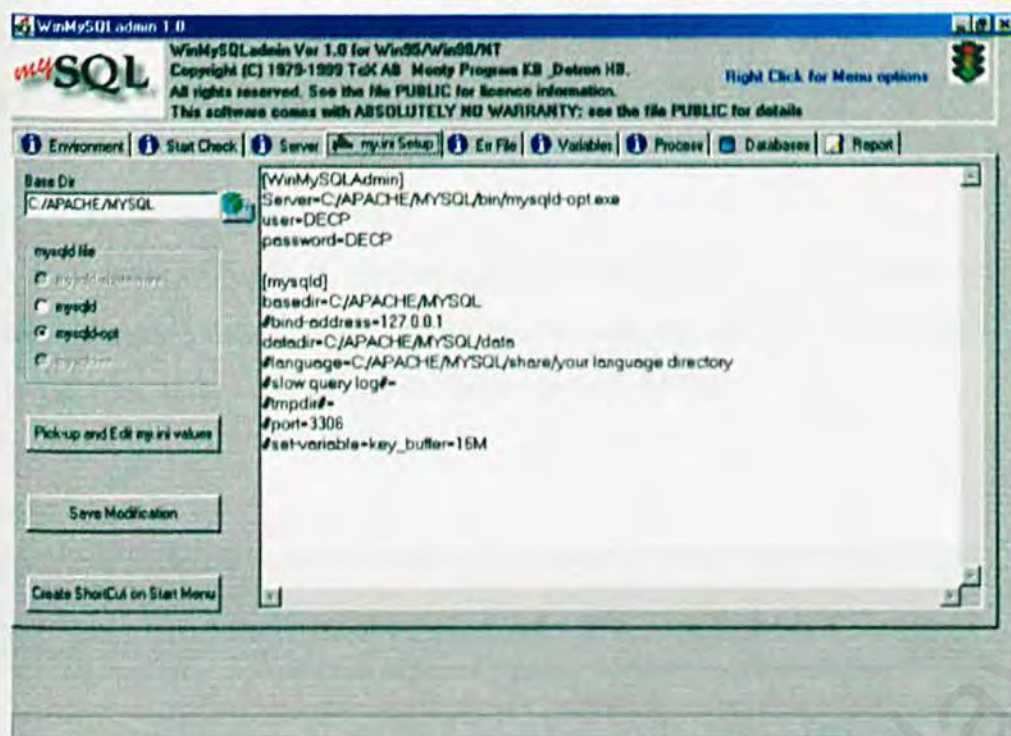 WinMySQLadmin 1.0
mySQL
WinMySQLadmin Ver 1.0 for Win95/Win98/NT
Copyright (C) 1979-1999 TcX AB Monty Program KB Detron HB.
All rights reserved. See the file PUBLIC for licence information.
This software comes with ABSOLUTELY NO WARRANTY: see the file PUBLIC for details
Right Click for Menu options
Environment Start Check Server my.ini Setup Err File Variables Process Databases Report
Base Dir
C:/APACHE/MYSQL
mysqld file
mysqld
mysqld-opt
Pick-up and Edit my.ini values
Save Modification
Create ShortCut on Start Menu
[WinMySQLAdmin]
Server=C:/APACHE/MYSQL/bin/mysqld-opt.exe
user=DECP
password=DECP
[mysqld]
basedir=C:/APACHE/MYSQL
#bind-address=127.0.0.1
datadir=C:/APACHE/MYSQL/data
#language=C:/APACHE/MYSQL/share/your language directory
#slow query log#=
#tmpdir#=
#port=3306
#set-variable=key_buffer=16M